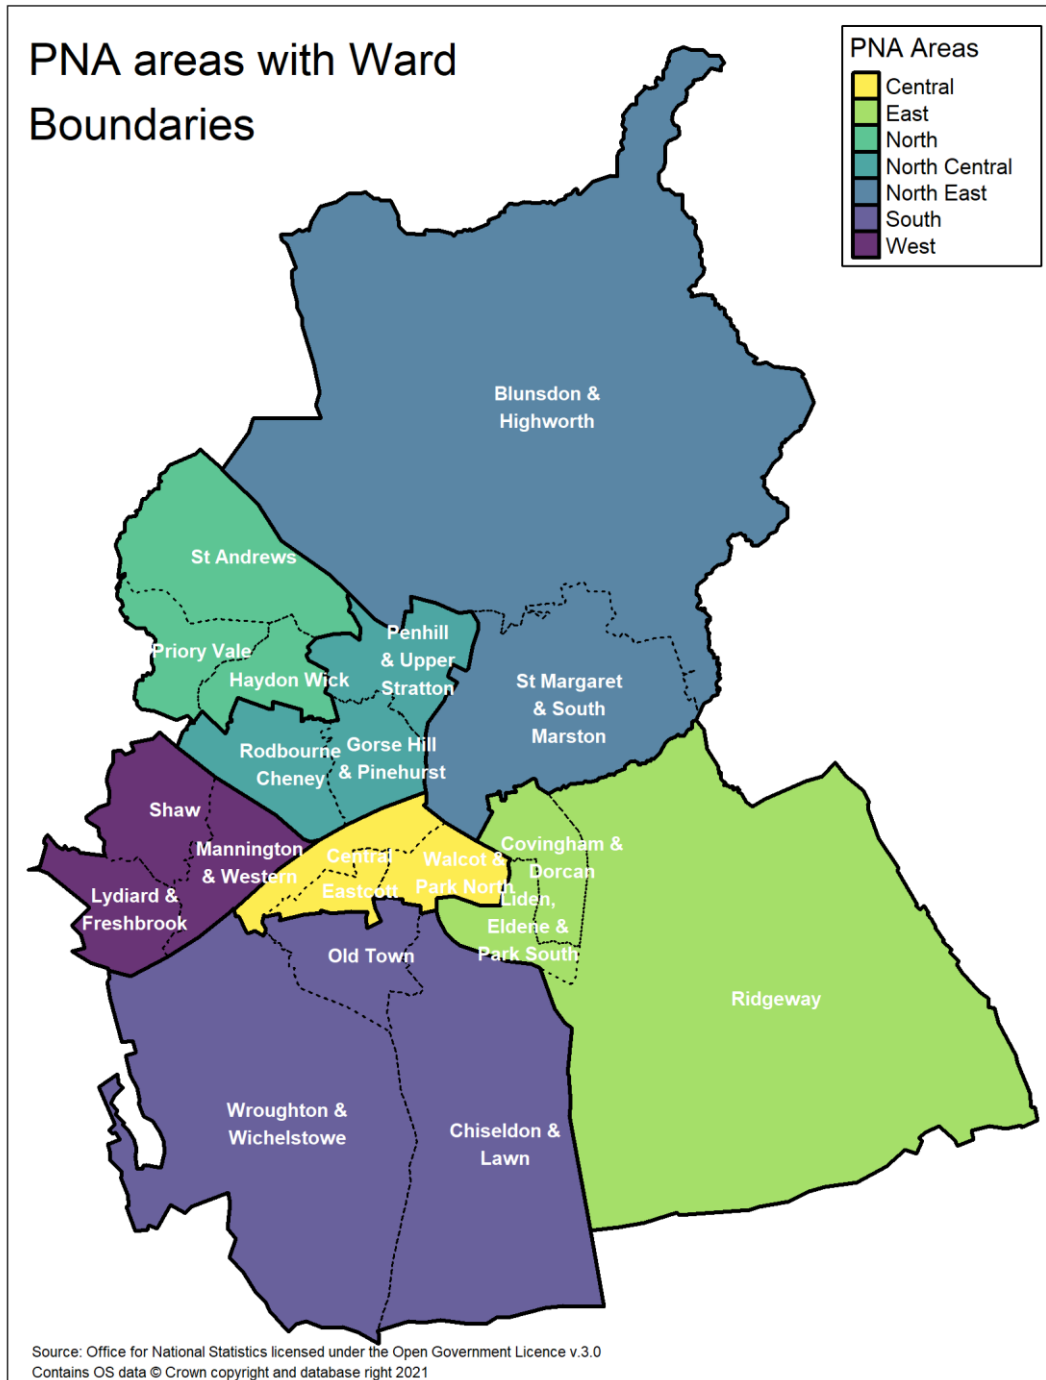 PNA areas with Ward
Boundaries
PNA Areas
Central
East
North
North Central
North East
South
West
Blunsdon &
Highworth
St Andrews
Priory Vale
Haydon Wick
Penhill
& Upper
Stratton
St Margaret
& South
Marston
Rodbourne
Cheney
Gorse Hill
& Pinehurst
Shaw
Mannington
& Western
Lydiard &
Freshbrook
Central
Eastcott
Walcot &
Park North
Covingham &
Dorcan
Liden,
Eldene &
Park South
Old Town
Ridgeway
Wroughton &
Wichelstowe
Chiseldon &
Lawn
Source: Office for National Statistics licensed under the Open Government Licence v.3.0
Contains OS data © Crown copyright and database right 2021